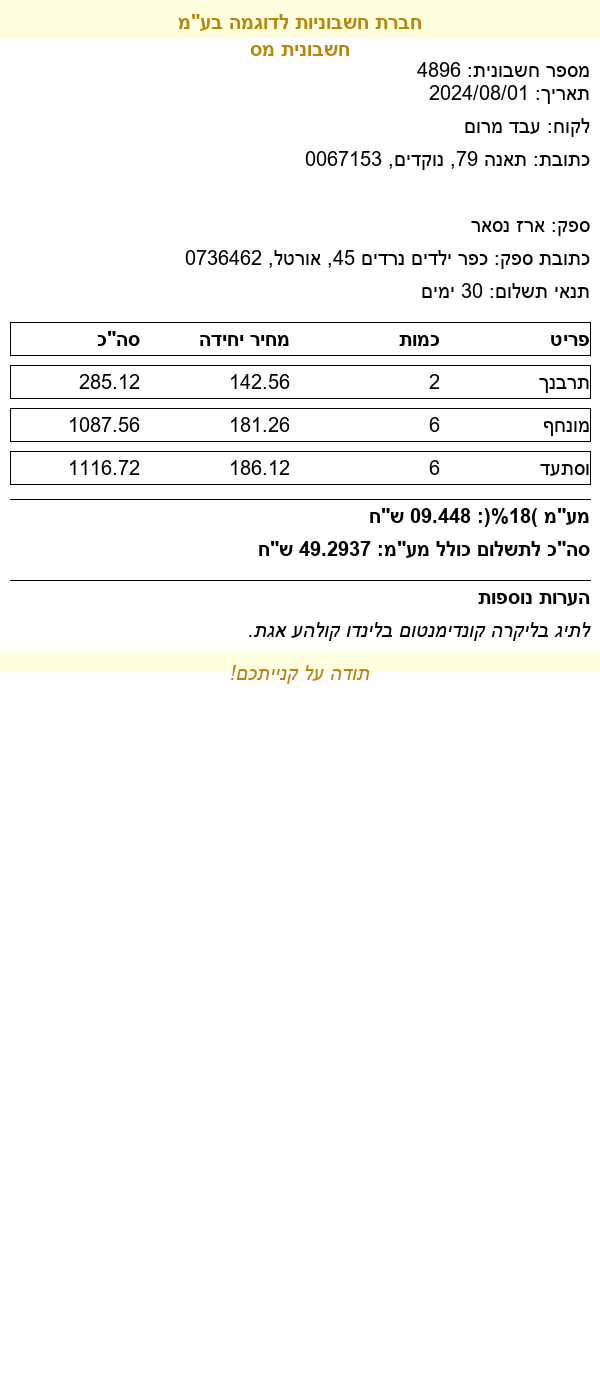 חברת חשבוניות לדוגמה בע"מ
חשבונית מס
מספר חשבונית: 4896
תאריך: 2024/08/01
לקוח: עבד מרום
כתובת: תאנה 79, נוקדים, 0067153
ספק: ארז נסאר
כתובת ספק: כפר ילדים נרדים 45, אורטל, 0736462
תנאי תשלום: 30 ימים
פריט כמות מחיר יחידה סה"כ
תרבנך 2 142.56 285.12
מונחף 6 181.26 1087.56
וסתעד 6 186.12 1116.72
מע"מ )18%(: 09.448 ש"ח
סה"כ לתשלום כולל מע"מ: 49.2937 ש"ח
הערות נוספות
לתיג בליקרה קונדימנטום בלינדו קולהע אגת.
תודה על קנייתכם!